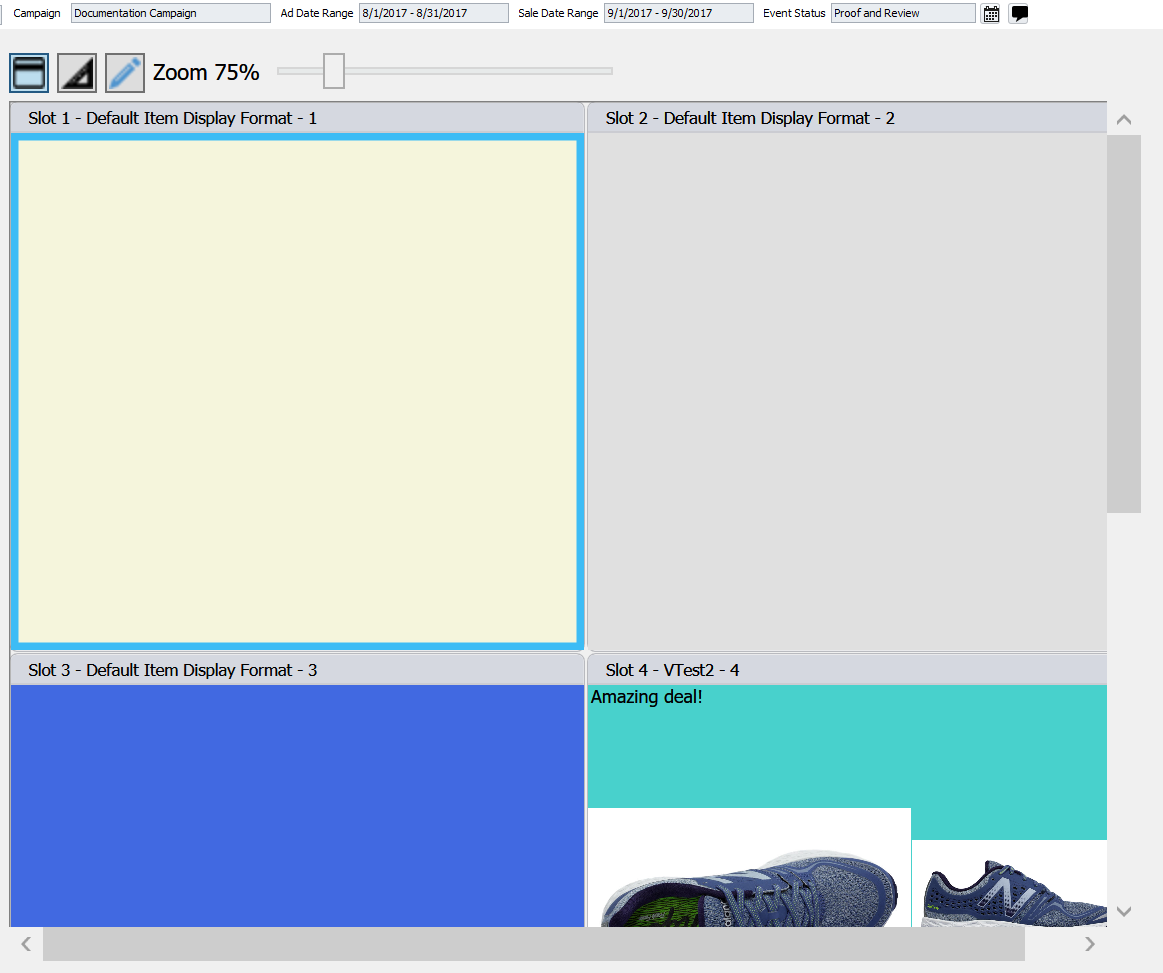 Campaign Documentation Campaign Ad Date Range 8/1/2017 - 8/31/2017 Sale Date Range 9/1/2017 - 9/30/2017 Event Status Proof and Review
Zoom 75%
Slot 1 - Default Item Display Format - 1
Slot 2 - Default Item Display Format - 2
Slot 3 - Default Item Display Format - 3
Slot 4 - VTest2 - 4
Amazing deal!
N